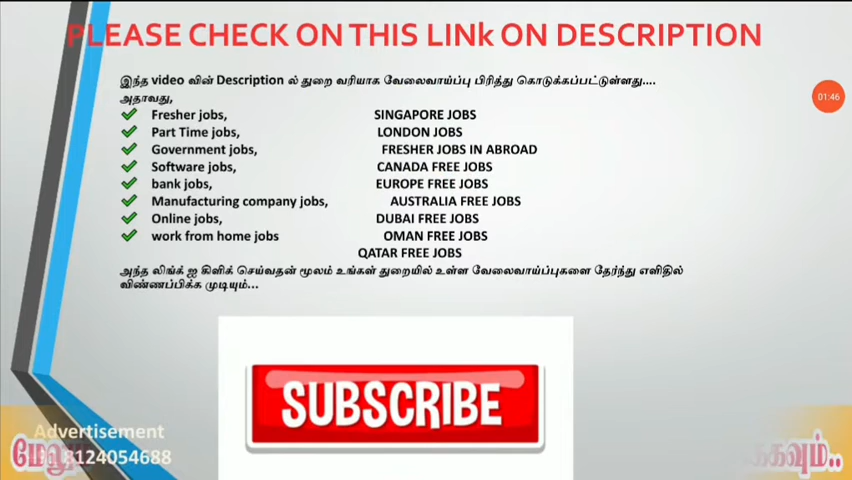 PLEASE CHECK ON THIS LINk ON DESCRIPTION
இந்த video வின் Description ல் துறை வரியாக வேலைவாய்ப்பு பிரித்து கொடுக்கப்பட்டுள்ளது....
அதாவது,
01:46
Fresher jobs, SINGAPORE JOBS
Part Time jobs, LONDON JOBS
Government jobs, FRESHER JOBS IN ABROAD
Software jobs, CANADA FREE JOBS
bank jobs, EUROPE FREE JOBS
Manufacturing company jobs, AUSTRALIA FREE JOBS
Online jobs, DUBAI FREE JOBS
work from home jobs OMAN FREE JOBS
QATAR FREE JOBS
அந்த லிங்க் ஐ கிளிக் செய்வதன் மூலம் உங்கள் துறையில் உள்ள வேலைவாய்ப்புகளை தேர்ந்து எளிதில்
விண்ணப்பிக்க முடியும்...
SUBSCRIBE
Advertisement
8124054688